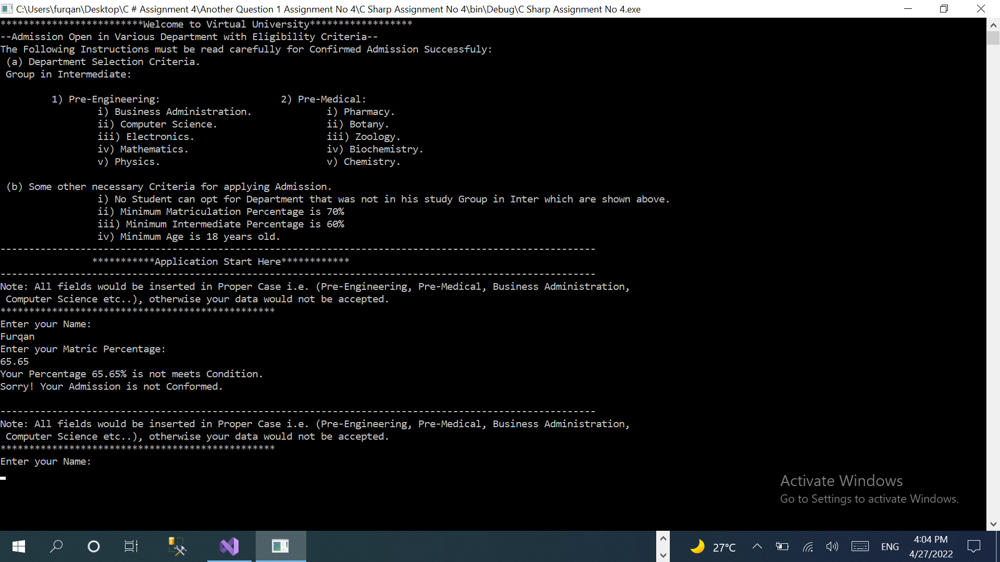 C:\Users\furqan\Desktop\C # Assignment 4\Another Question 1 Assignment No 4\C Sharp Assignment No 4\bin\Debug\C Sharp Assignment No 4.exe
*************************Welcome to Virtual University******************
--Admission Open in Various Department with Eligibility Criteria--
The Following Instructions must be read carefully for Confirmed Admission Successfuly:
(a) Department Selection Criteria.
Group in Intermediate:
1) Pre-Engineering: 2) Pre-Medical:
i) Business Administration. i) Pharmacy.
ii) Computer Science. ii) Botany.
iii) Electronics. iii) Zoology.
iv) Mathematics. iv) Biochemistry.
v) Physics. v) Chemistry.
(b) Some other necessary Criteria for applying Admission.
i) No Student can opt for Department that was not in his study Group in Inter which are shown above.
ii) Minimum Matriculation Percentage is 70%
iii) Minimum Intermediate Percentage is 60%
iv) Minimum Age is 18 years old.
--------------------------------------------------------------------------------------------------------
***********Application Start Here************
--------------------------------------------------------------------------------------------------------
Note: All fields would be inserted in Proper Case i.e. (Pre-Engineering, Pre-Medical, Business Administration,
Computer Science etc..), otherwise your data would not be accepted.
************************************************
Enter your Name:
Furqan
Enter your Matric Percentage:
65.65
Your Percentage 65.65% is not meets Condition.
Sorry! Your Admission is not Conformed.
--------------------------------------------------------------------------------------------------------
Note: All fields would be inserted in Proper Case i.e. (Pre-Engineering, Pre-Medical, Business Administration,
Computer Science etc..), otherwise your data would not be accepted.
************************************************
Enter your Name:
Activate Windows
Go to Settings to activate Windows.
27°C
ENG
4:04 PM
4/27/2022